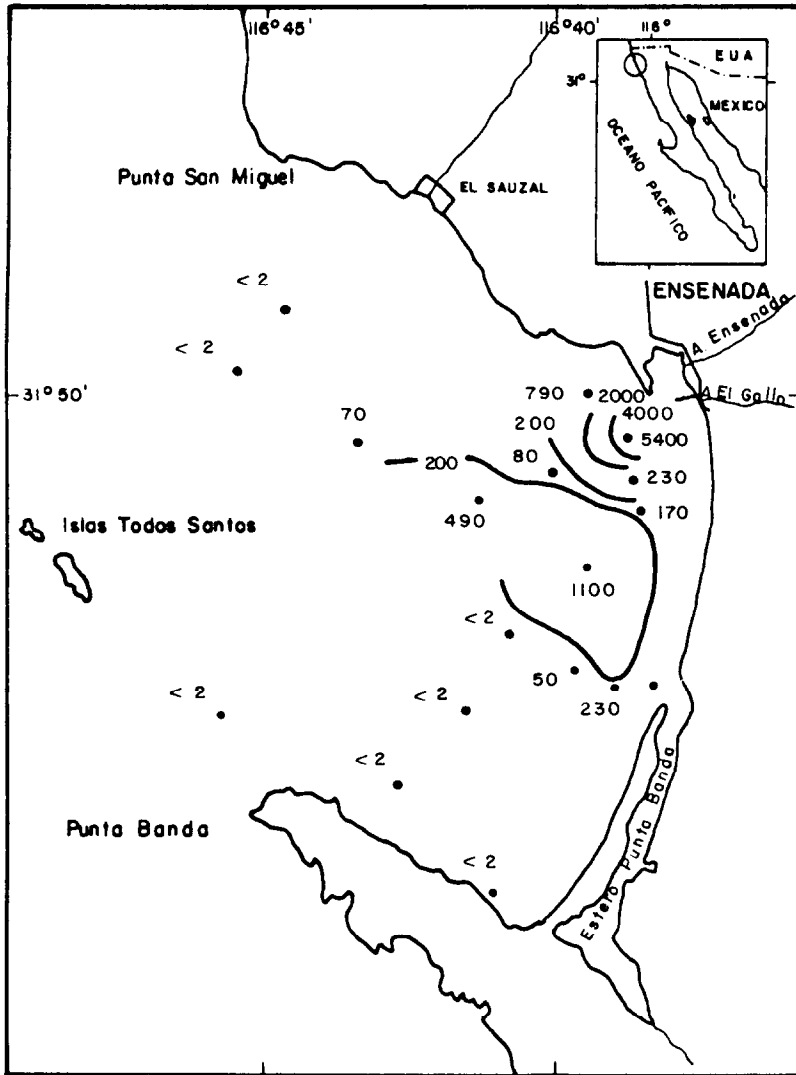 116°45'
116°40'
116°
EUA
31°
MEXICO
OCEANO PACIFICO
Punta San Miguel
EL SAUZAL
< 2
ENSENADA
A. Ensenada
< 2
31°50'
790
2000
A El Gallo
4000
70
200
5400
200
80
230
490
170
Islas Todos Santos
1100
< 2
50
< 2
< 2
230
< 2
Punta Banda
Estero Punta Banda
< 2